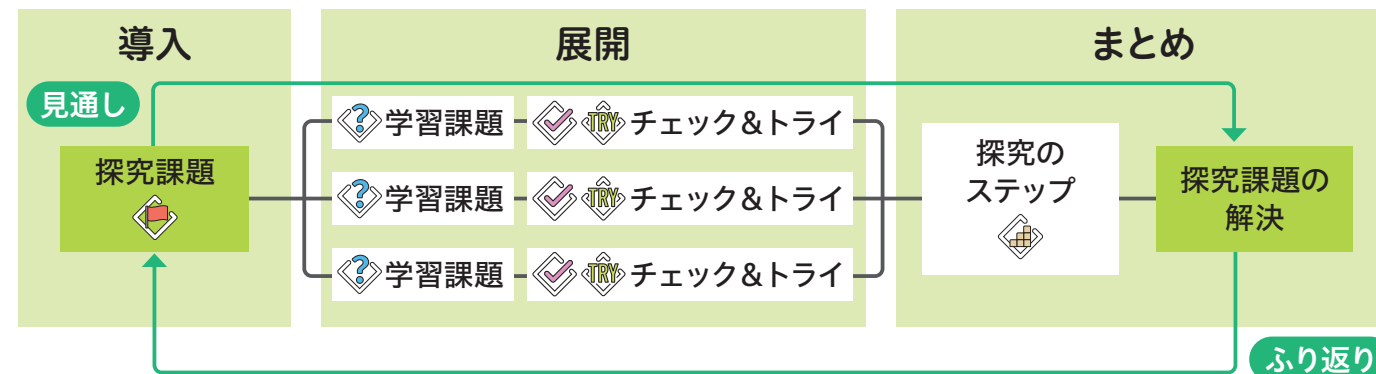 導入
展開
まとめ
見通し
探究課題
? 学習課題 TRY チェック&トライ
? 学習課題 TRY チェック&トライ
? 学習課題 TRY チェック&トライ
探究の
ステップ
探究課題の
解決
ふり返り